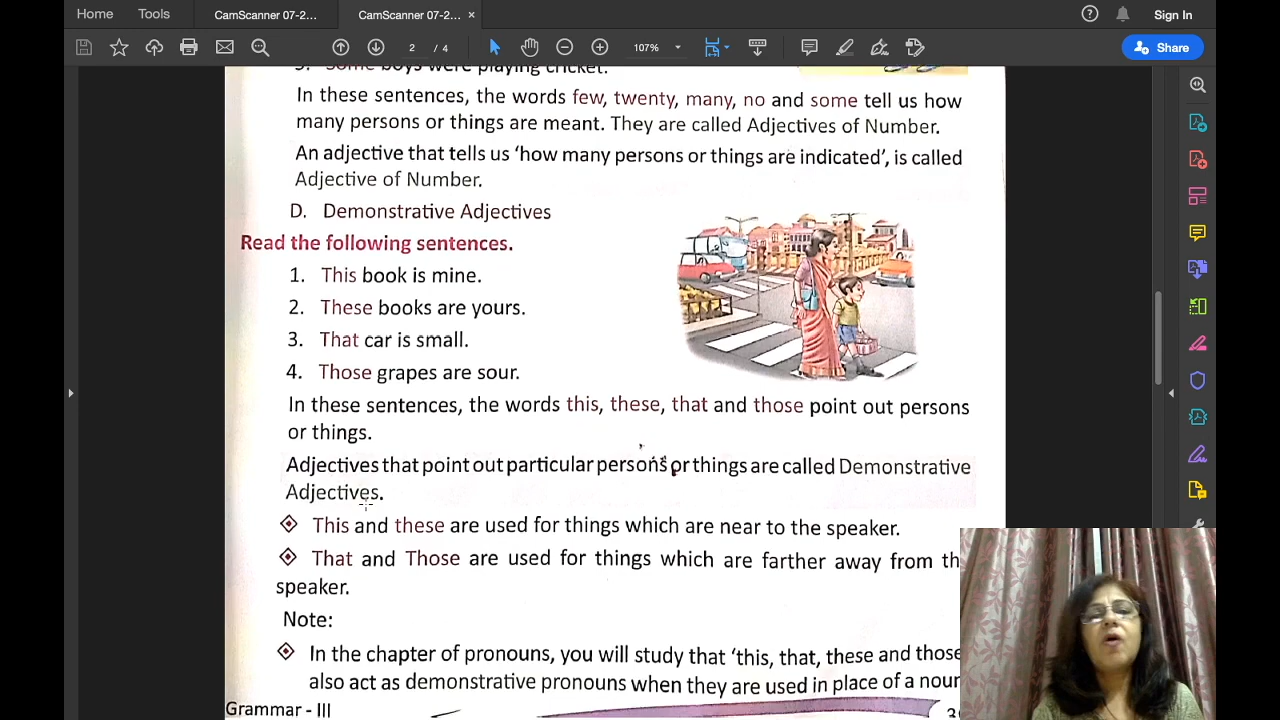 Home Tools CamScanner 07-2... CamScanner 07-2... × Sign In
2 / 4 107% Share
boys were playing cricket.
In these sentences, the words few, twenty, many, no and some tell us how
many persons or things are meant. They are called Adjectives of Number.
An adjective that tells us ‘how many persons or things are indicated’, is called
Adjective of Number.
D. Demonstrative Adjectives
Read the following sentences.
1. This book is mine.
2. These books are yours.
3. That car is small.
4. Those grapes are sour.
In these sentences, the words this, these, that and those point out persons
or things.
Adjectives that point out particular persons or things are called Demonstrative
Adjectives.
This and these are used for things which are near to the speaker.
That and Those are used for things which are farther away from th
speaker.
Note:
In the chapter of pronouns, you will study that ‘this, that, these and those
also act as demonstrative pronouns when they are used in place of a noun
Grammar - III